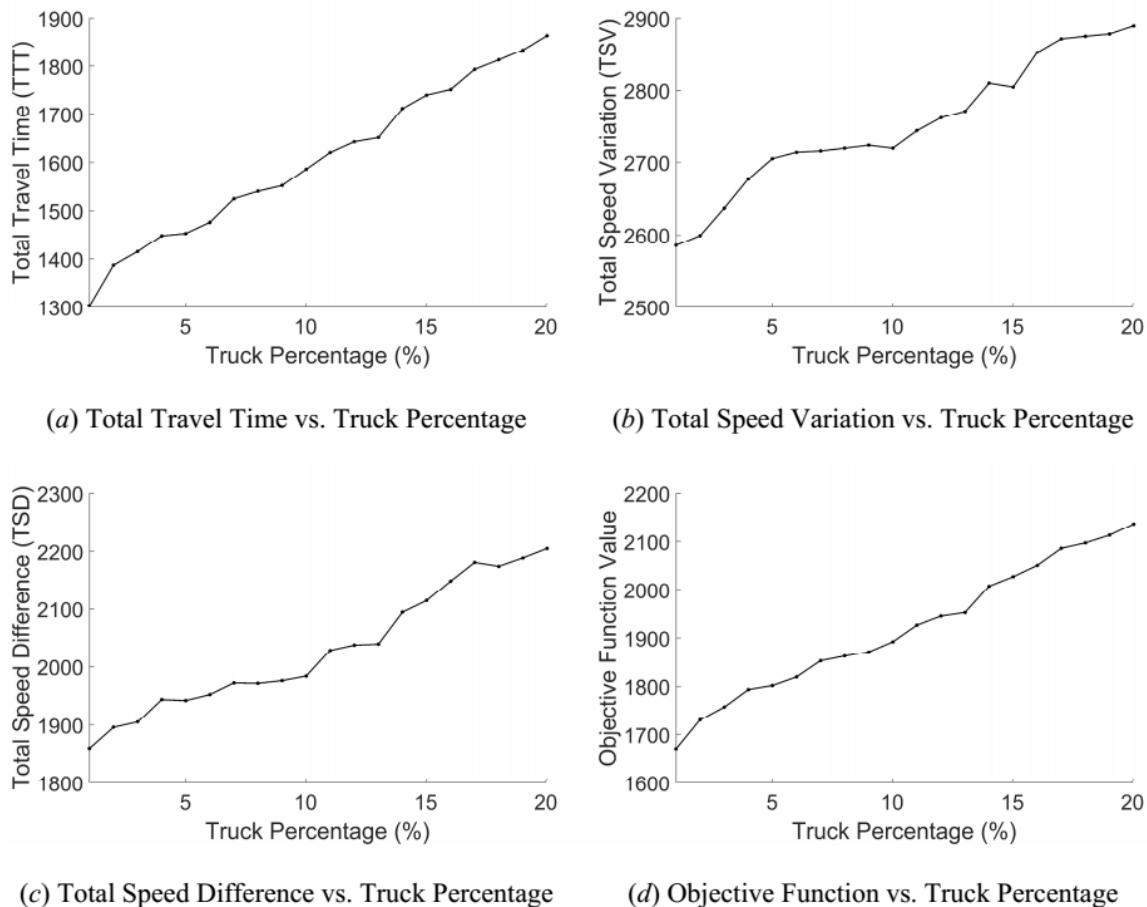 Total Travel Time (TTT)
1900
1800
1700
1600
1500
1400
1300
5 10 15 20
Truck Percentage (%)
(a) Total Travel Time vs. Truck Percentage
Total Speed Variation (TSV)
2900
2800
2700
2600
2500
5 10 15 20
Truck Percentage (%)
(b) Total Speed Variation vs. Truck Percentage
Total Speed Difference (TSD)
2300
2200
2100
2000
1900
1800
5 10 15 20
Truck Percentage (%)
(c) Total Speed Difference vs. Truck Percentage
Objective Function Value
2200
2100
2000
1900
1800
1700
1600
5 10 15 20
Truck Percentage (%)
(d) Objective Function vs. Truck Percentage